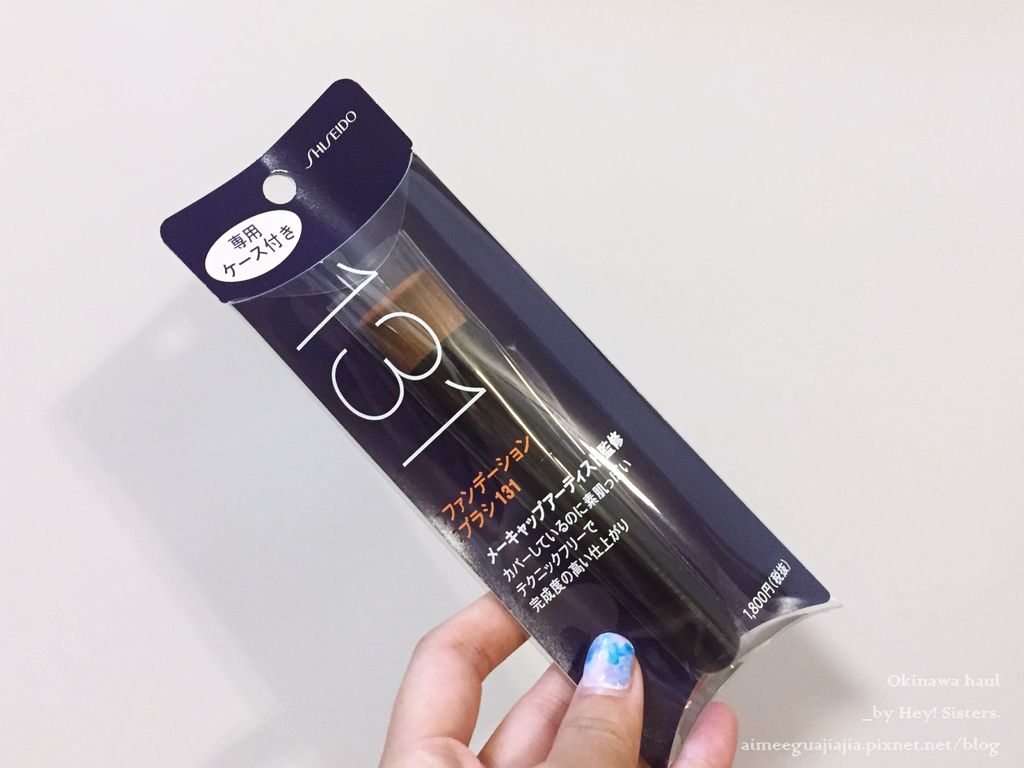 SHISEIDO
専用
ケース付き
131
ファンデーション
ブラシ 131
メーキャップアーティスト監修
カバーしているのに素肌っぽい
テクニックフリーで
完成度の高い仕上がり
1,800円(税抜)
Okinawa haul
_by Hey! Sisters.
aimeeguajiajia.pixnet.net/blog